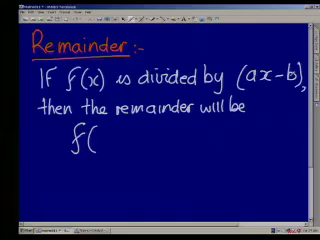 Remainder:-
If f(x) is divided by (ax-b),
then the remainder will be
f(